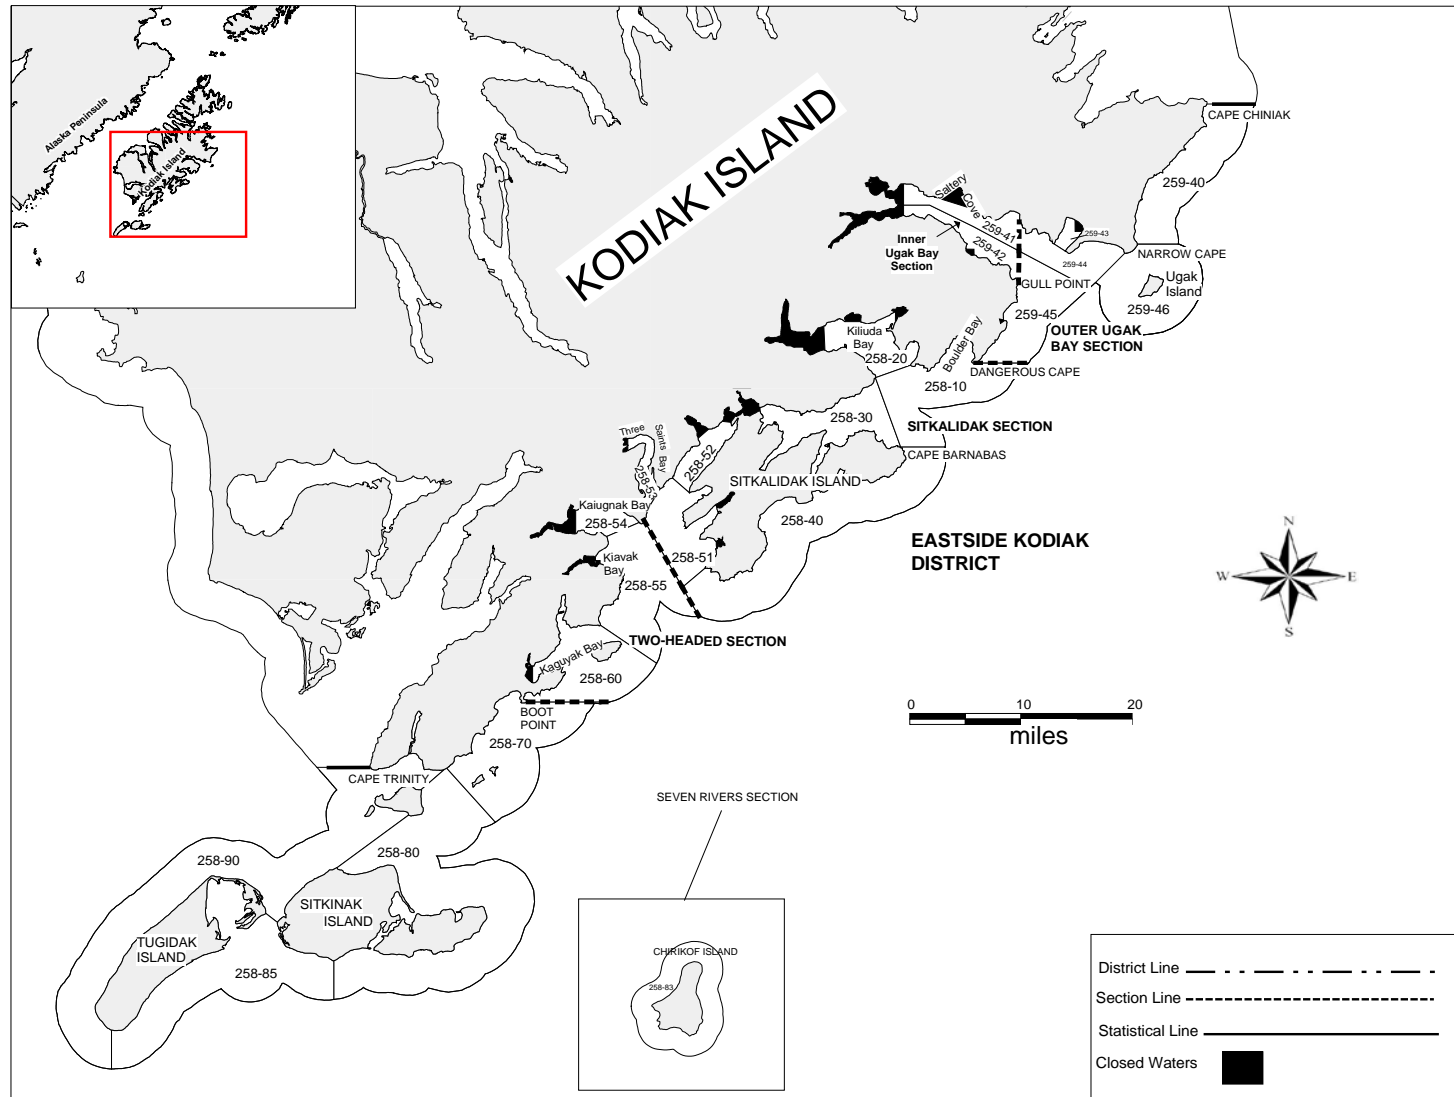 Alaska Peninsula
Kodiak Island
KODIAK ISLAND
CAPE CHINIAK
259-40
Saltery
Cove
259-41
259-42
259-43
259-44
Inner
Ugak Bay
Section
NARROW CAPE
Ugak
Island
GULL POINT
259-45
259-46
OUTER UGAK
BAY SECTION
Kiliuda
Bay
258-20
Boulder Bay
DANGEROUS CAPE
258-10
258-30
SITKALIDAK SECTION
CAPE BARNABAS
Three
Saints Bay
258-52
258-53
SITKALIDAK ISLAND
258-40
Kaiugnak Bay
258-54
258-51
Kiavak
Bay
258-55
EASTSIDE KODIAK
DISTRICT
N
W
E
S
TWO-HEADED SECTION
Kaguyak Bay
258-60
BOOT
POINT
258-70
0 10 20
miles
CAPE TRINITY
SEVEN RIVERS SECTION
258-90
258-80
SITKINAK
ISLAND
TUGIDAK
ISLAND
258-85
CHIRIKOF ISLAND
258-83
District Line
Section Line
Statistical Line
Closed Waters